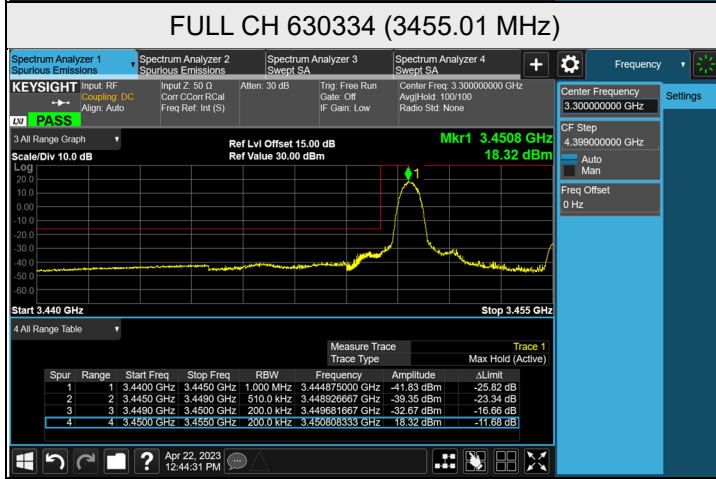 FULL CH 630334 (3455.01 MHz)
Spectrum Analyzer 1
Spurious Emissions
Spectrum Analyzer 2
Spurious Emissions
Spectrum Analyzer 3
Swept SA
Spectrum Analyzer 4
Swept SA
+
Frequency
KEYSIGHT
Input: RF
Coupling: DC
Align: Auto
Input Z: 50 Ω
Corr CCorr RCal
Freq Ref: Int (S)
Atten: 30 dB
Trig: Free Run
Gate: Off
IF Gain: Low
Center Freq: 3.300000000 GHz
Avg|Hold: 100/100
Radio Std: None
LXI PASS
Center Frequency
3.300000000 GHz
Settings
CF Step
4.399000000 GHz
Auto
Man
Freq Offset
0 Hz
3 All Range Graph
Scale/Div 10.0 dB
Ref Lvl Offset 15.00 dB
Ref Value 30.00 dBm
Mkr1 3.4508 GHz
18.32 dBm
Log
20.0
10.0
0.00
-10.0
-20.0
-30.0
-40.0
-50.0
-60.0
1
Start 3.440 GHz
Stop 3.455 GHz
4 All Range Table
Measure Trace Trace 1
Trace Type Max Hold (Active)
Spur Range Start Freq Stop Freq RBW Frequency Amplitude ΔLimit
1 1 3.4400 GHz 3.4450 GHz 1.000 MHz 3.444875000 GHz -41.83 dBm -25.82 dB
2 2 3.4450 GHz 3.4490 GHz 510.0 kHz 3.448926667 GHz -39.35 dBm -23.34 dB
3 3 3.4490 GHz 3.4500 GHz 200.0 kHz 3.449681667 GHz -32.67 dBm -16.66 dB
4 4 3.4500 GHz 3.4550 GHz 200.0 kHz 3.450808333 GHz 18.32 dBm -11.68 dB
?
Apr 22, 2023
12:44:31 PM